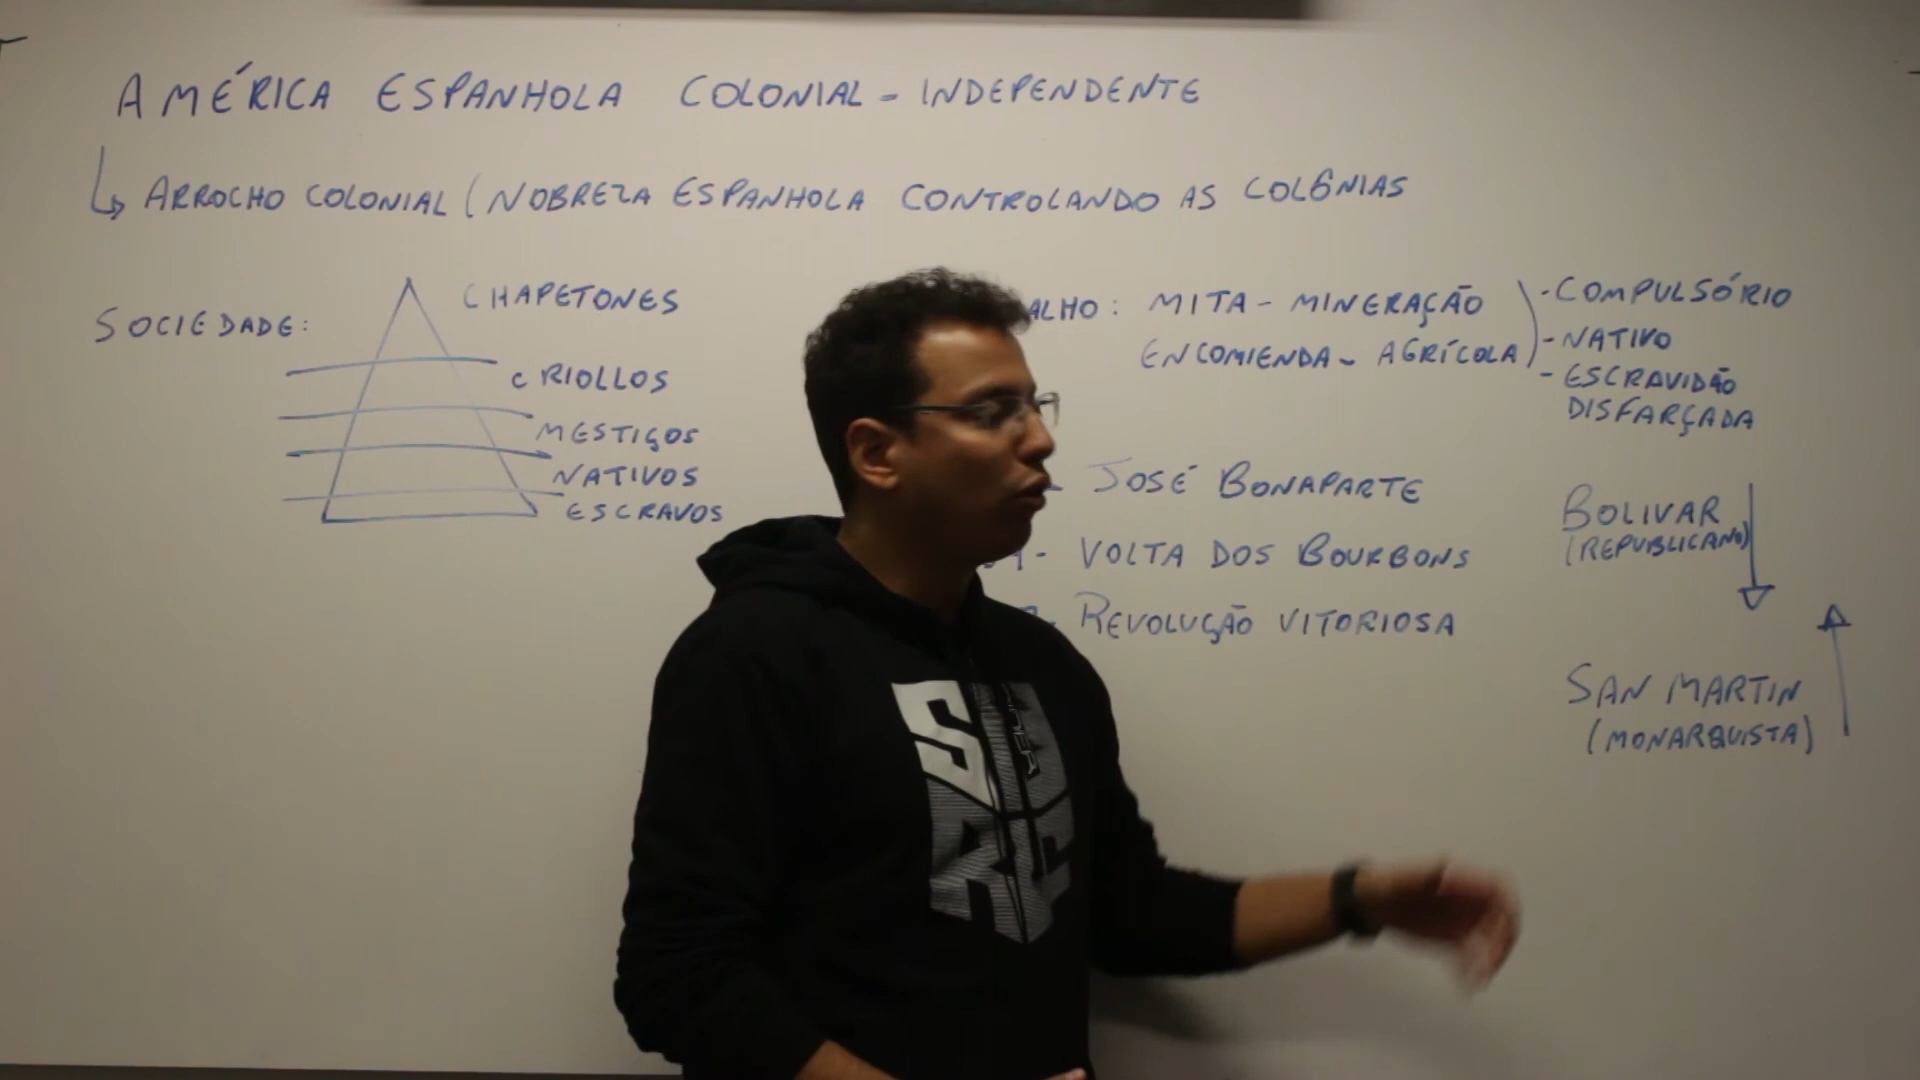 AMÉRICA ESPANHOLA COLONIAL - INDEPENDENTE
↳ ARROCHO COLONIAL (NOBREZA ESPANHOLA CONTROLANDO AS COLÔNIAS
SOCIEDADE:
CHAPETONES
CRIOLLOS
MESTIÇOS
NATIVOS
ESCRAVOS
ALHO: MITA - MINERAÇÃO
ENCOMIENDA - AGRÍCOLA
- COMPULSÓRIO
- NATIVO
- ESCRAVIDÃO
DISFARÇADA
- JOSÉ BONAPARTE
- VOLTA DOS BOURBONS
- REVOLUÇÃO VITORIOSA
BOLIVAR
(REPUBLICANO)
SAN MARTIN
(MONARQUISTA)